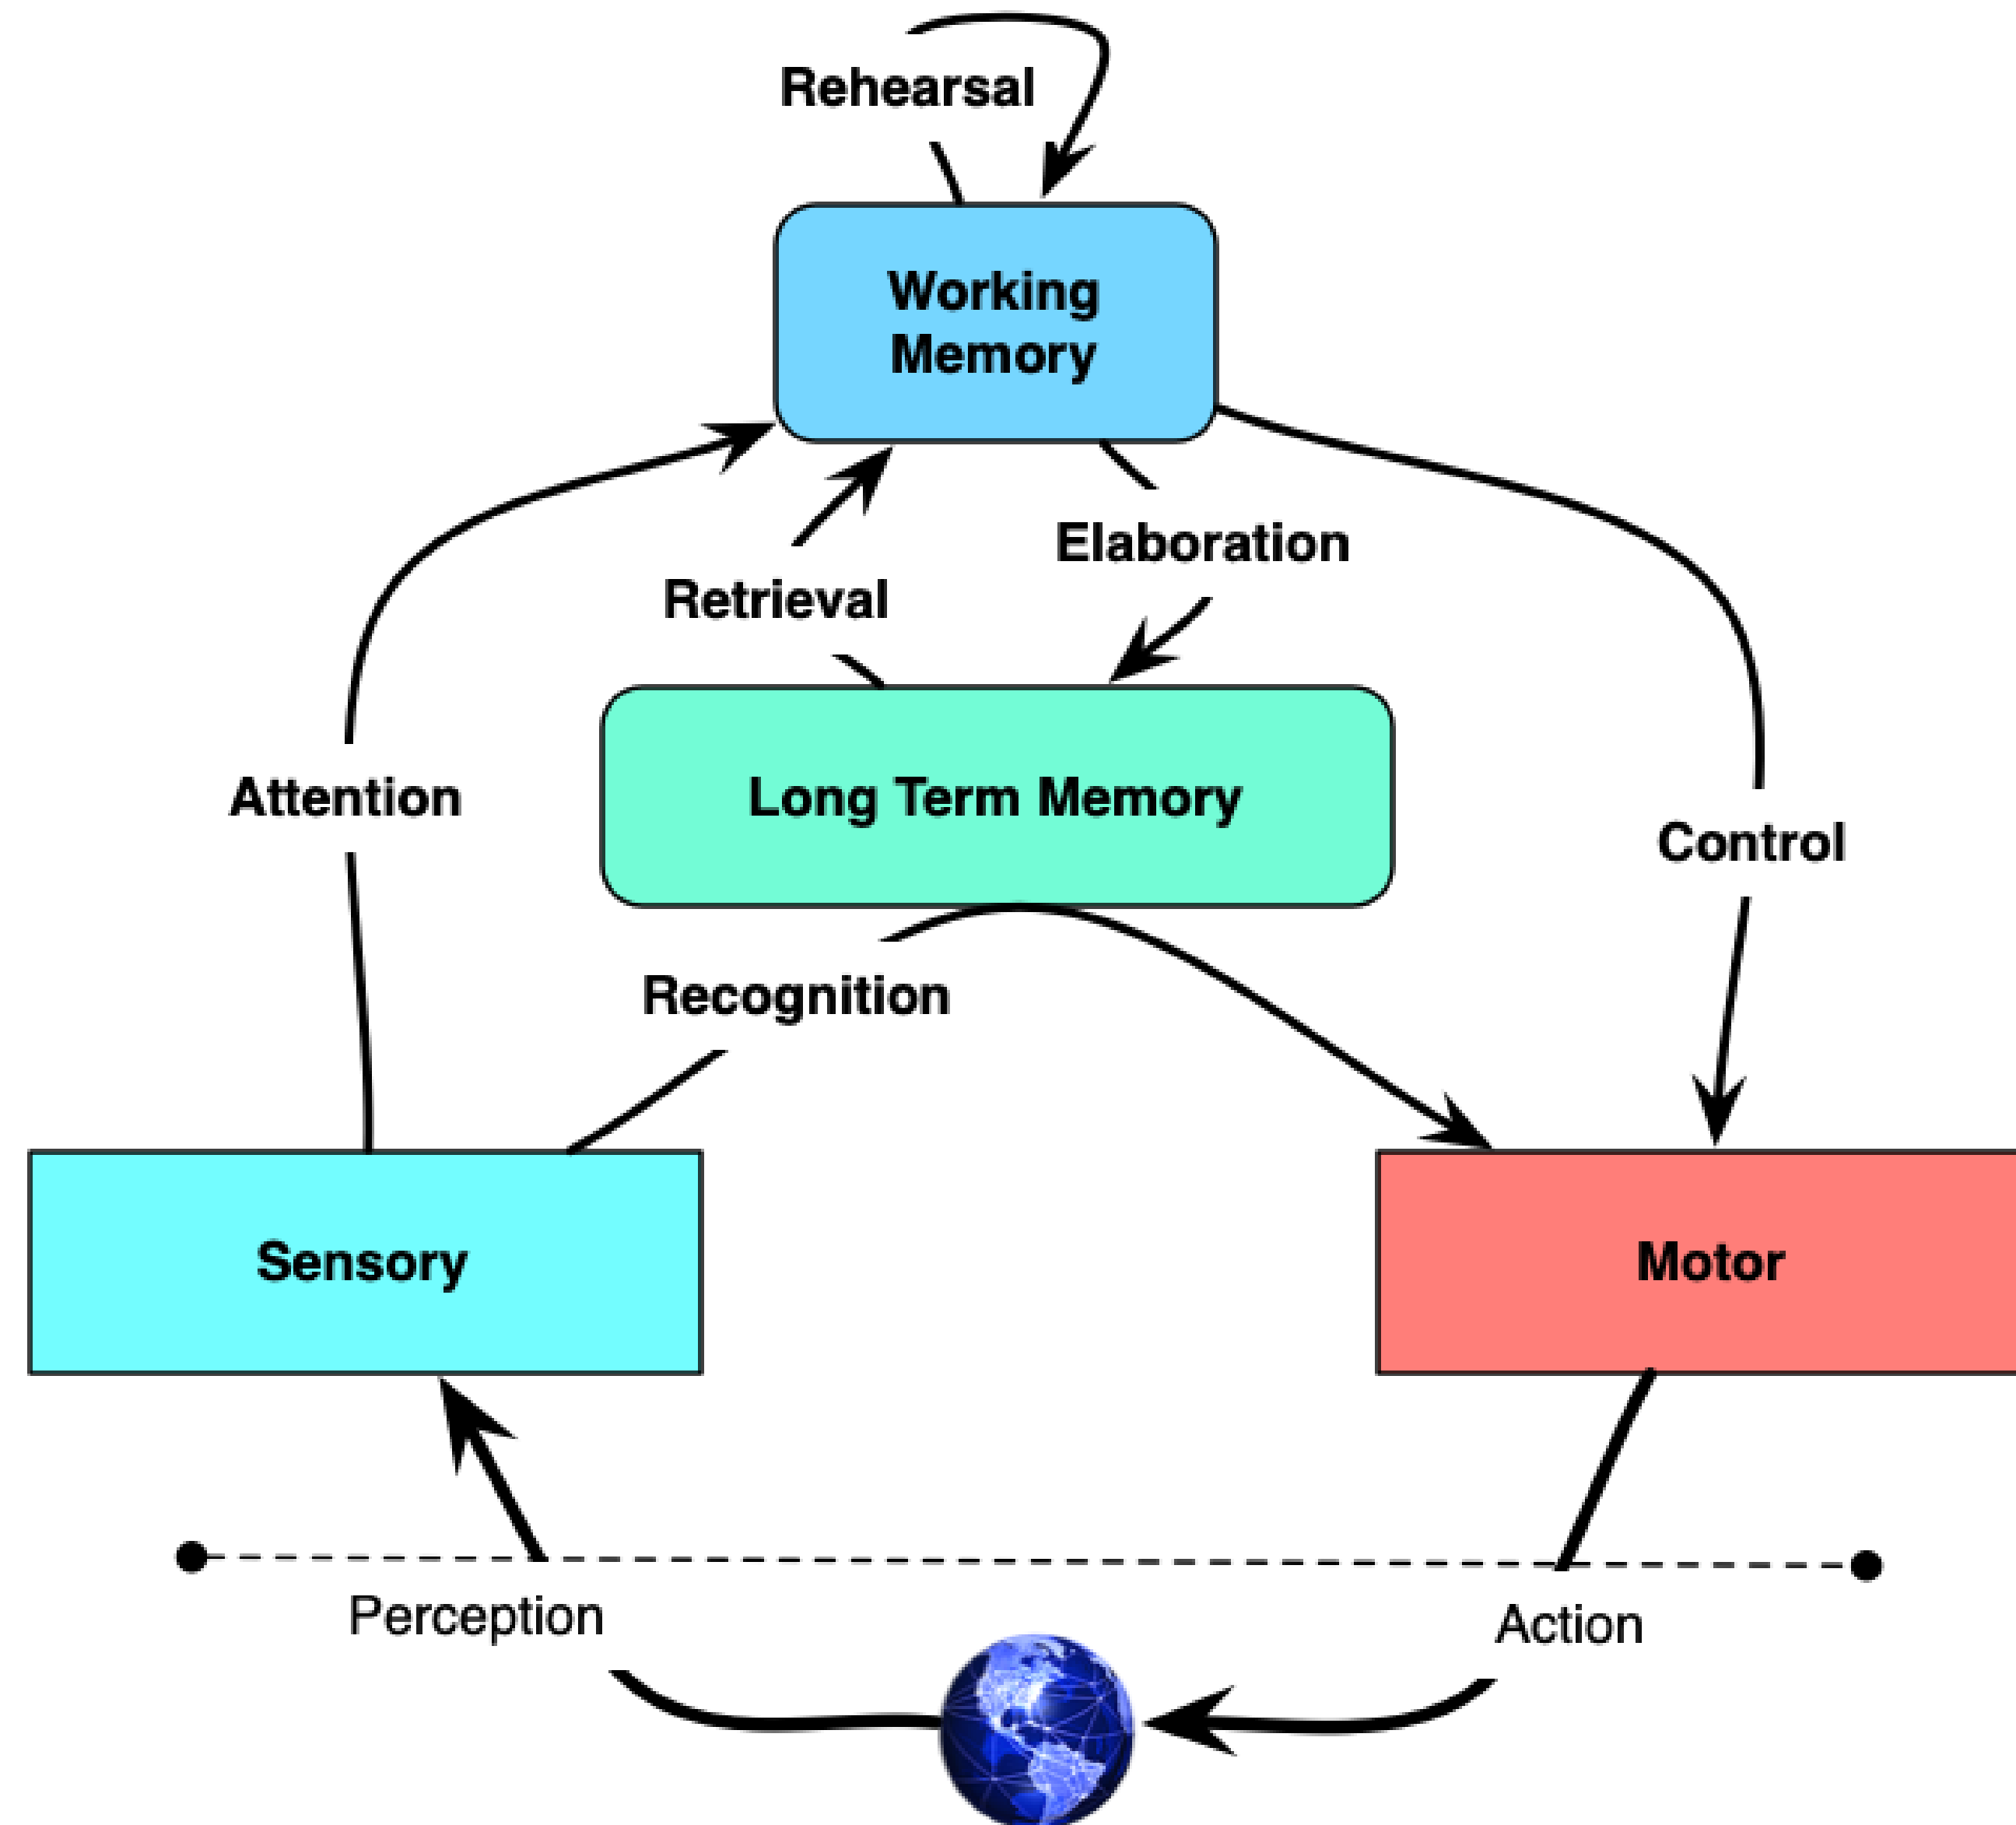 Rehearsal
Working
Memory
Elaboration
Retrieval
Attention
Long Term Memory
Control
Recognition
Sensory
Motor
Perception
Action